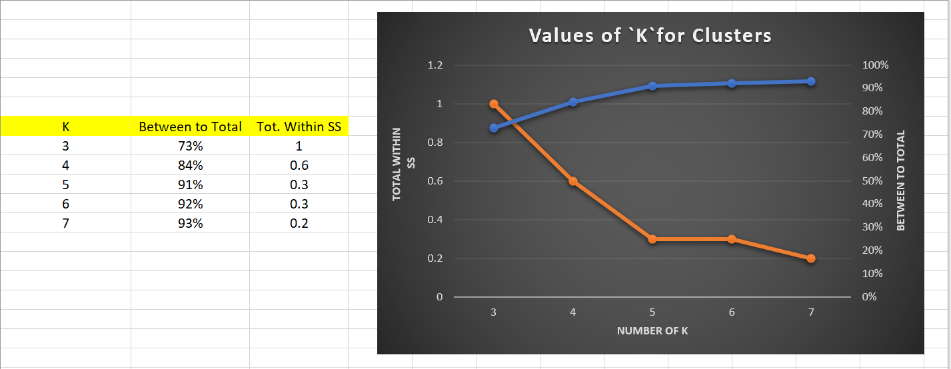 K Between to Total Tot. Within SS
3 73% 1
4 84% 0.6
5 91% 0.3
6 92% 0.3
7 93% 0.2
Values of `K`for Clusters
TOTAL WITHIN
SS
1.2
1
0.8
0.6
0.4
0.2
0
100%
90%
80%
70%
60%
50%
40%
30%
20%
10%
0%
BETWEEN TO TOTAL
3 4 5 6 7
NUMBER OF K